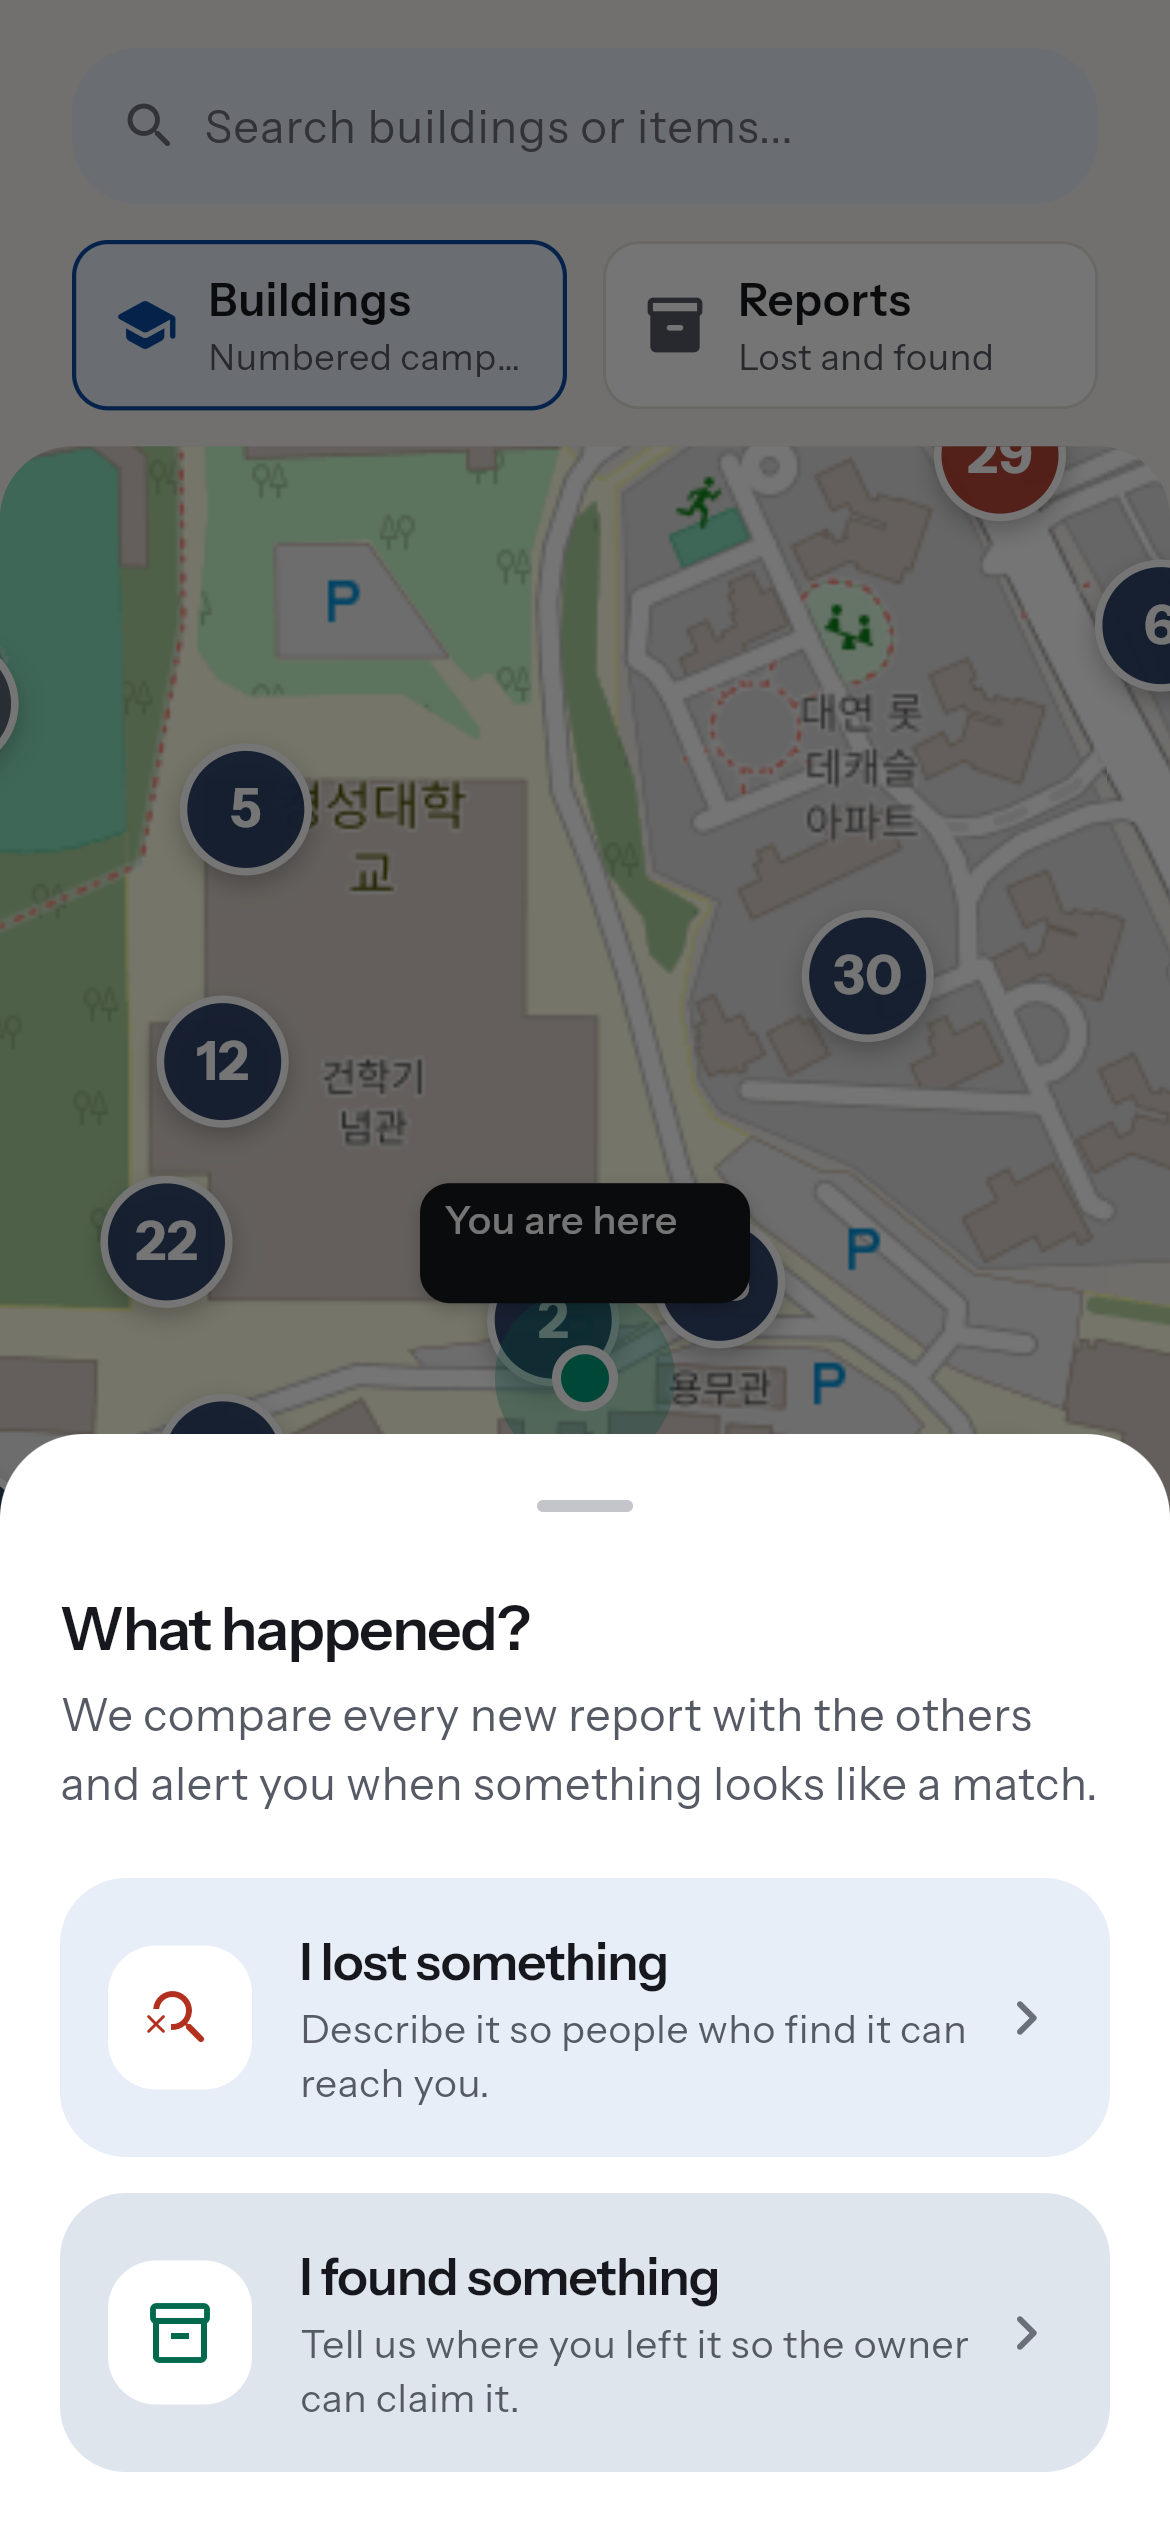 Search buildings or items...
Buildings
Numbered camp...
Reports
Lost and found
29
P
6
대연 롯
데캐슬
아파트
5
경성대학
교
30
12
건학기
념관
22
You are here
P
2
용무관
P
What happened?
We compare every new report with the others
and alert you when something looks like a match.
I lost something
Describe it so people who find it can
reach you.
I found something
Tell us where you left it so the owner
can claim it.